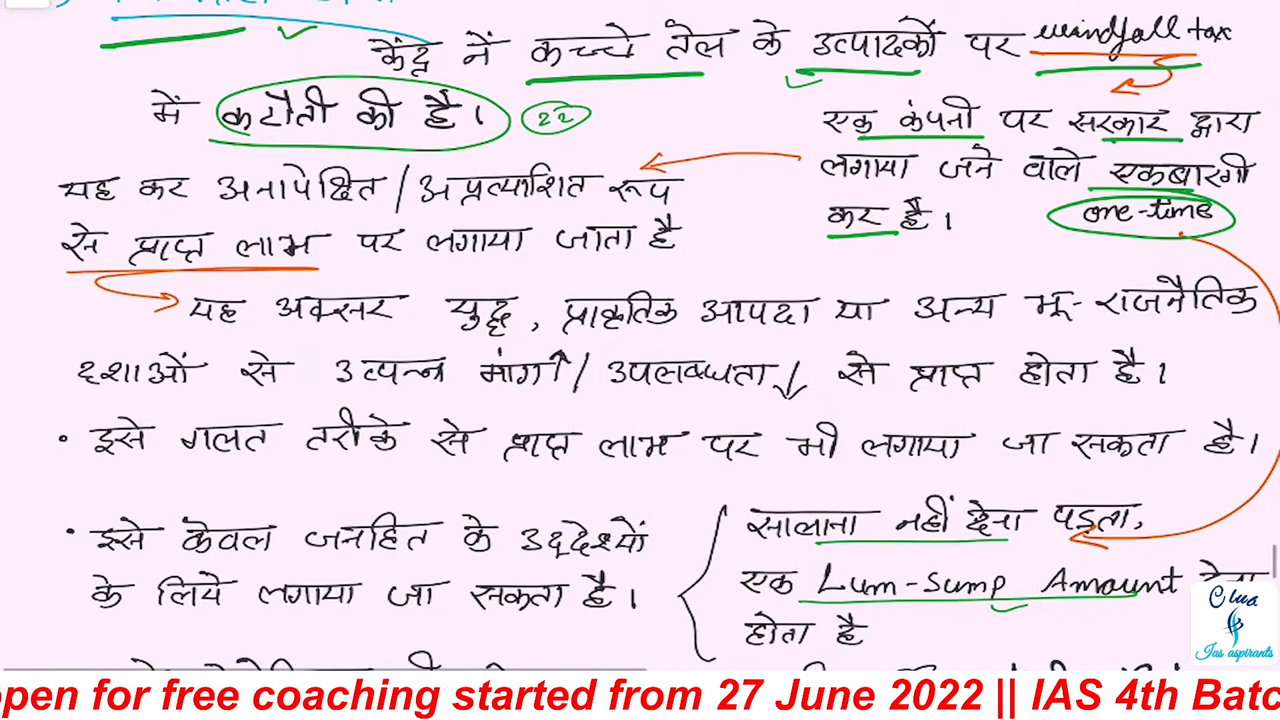 केंद्र ने कच्चे तेल के उत्पादकों पर windfall tax
में कटौती की है। 22
एक कंपनी पर सरकार द्वारा
लगाया जने वाले एकबारगी
कर है। one-time
यह कर अनापेक्षित/अप्रत्याशित रूप
से प्राप्त लाभ पर लगाया जाता है
यह अक्सर युद्ध, प्राकृतिक आपदा या अन्य भू-राजनैतिक
दशाओं से उत्पन्न मांग↑/उपलब्धता↓ से प्राप्त होता है।
• इसे गलत तरीके से प्राप्त लाभ पर भी लगाया जा सकता है।
• इसे केवल जनहित के उद्देश्यों
के लिये लगाया जा सकता है।
सालाना नहीं देना पड़ता,
एक Lum-Sump Amount
होता है
Clue
Ias aspirants
open for free coaching started from 27 June 2022 || IAS 4th Batc